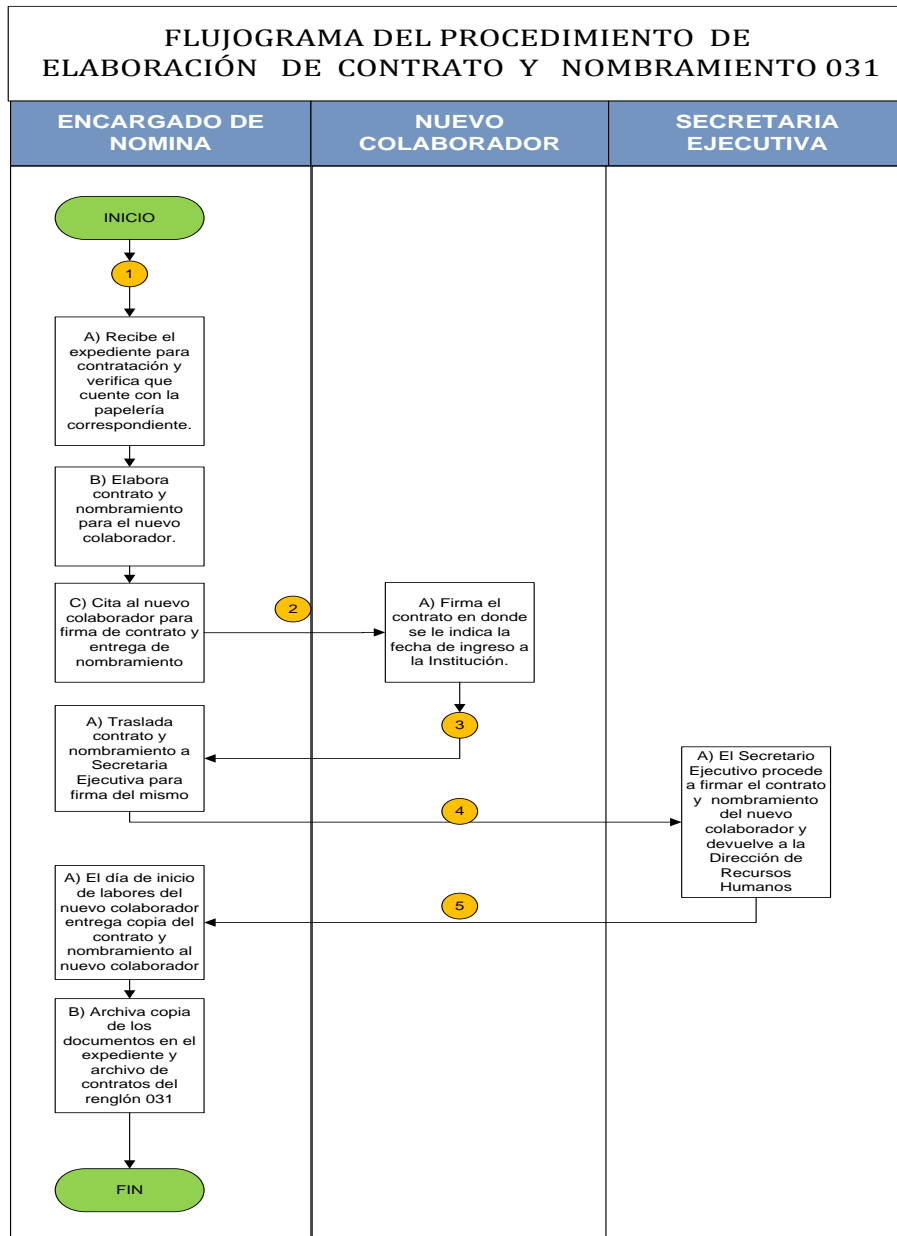 FLUJOGRAMA DEL PROCEDIMIENTO DE
ELABORACIÓN DE CONTRATO Y NOMBRAMIENTO 031
ENCARGADO DE
NOMINA
NUEVO
COLABORADOR
SECRETARIA
EJECUTIVA
INICIO
1
A) Recibe el
expediente para
contratación y
verifica que
cuente con la
papelería
correspondiente.
B) Elabora
contrato y
nombramiento
para el nuevo
colaborador.
C) Cita al nuevo
colaborador para
firma de contrato y
entrega de
nombramiento
2
A) Firma el
contrato en donde
se le indica la
fecha de ingreso a
la Institución.
3
A) Traslada
contrato y
nombramiento a
Secretaria
Ejecutiva para
firma del mismo
4
A) El Secretario
Ejecutivo procede
a firmar el contrato
y nombramiento
del nuevo
colaborador y
devuelve a la
Dirección de
Recursos
Humanos
5
A) El día de inicio
de labores del
nuevo colaborador
entrega copia del
contrato y
nombramiento al
nuevo colaborador
B) Archiva copia
de los
documentos en el
expediente y
archivo de
contratos del
renglón 031
FIN